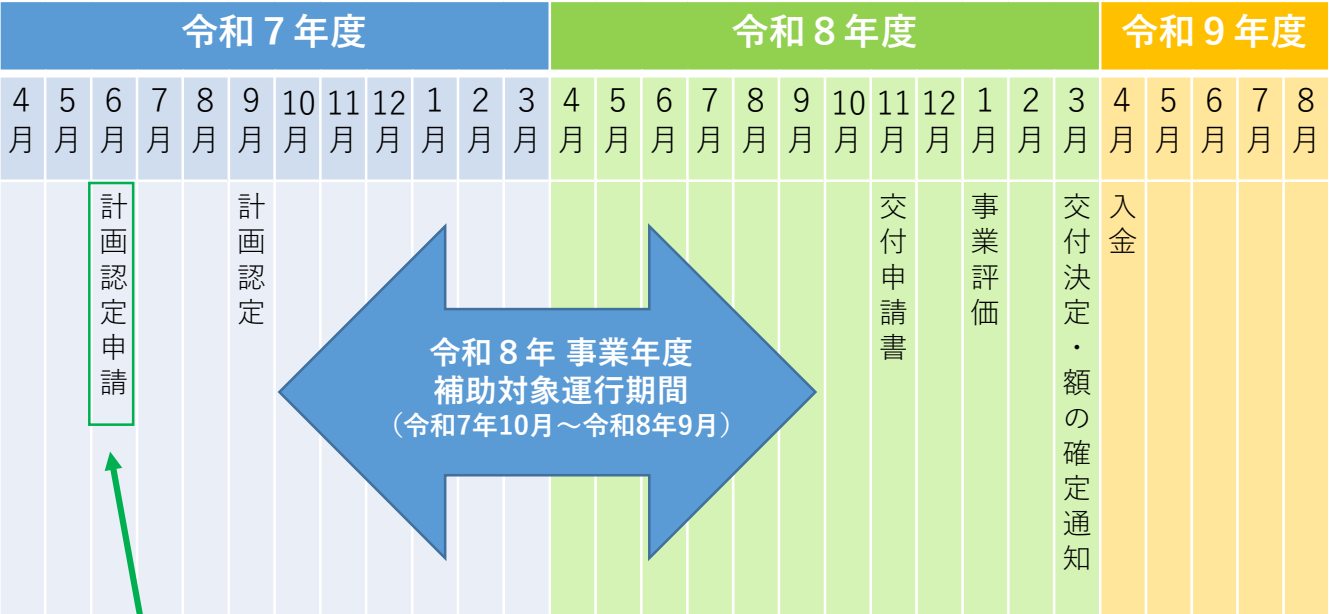 令和７年度
令和８年度
令和９年度
4月 5月 6月 7月 8月 9月 10月 11月 12月 1月 2月 3月 4月 5月 6月 7月 8月 9月 10月 11月 12月 1月 2月 3月 4月 5月 6月 7月 8月
計画認定申請
計画認定
令和８年 事業年度
補助対象運行期間
（令和7年10月～令和8年9月）
交付申請書
事業評価
交付決定・額の確定通知
入金